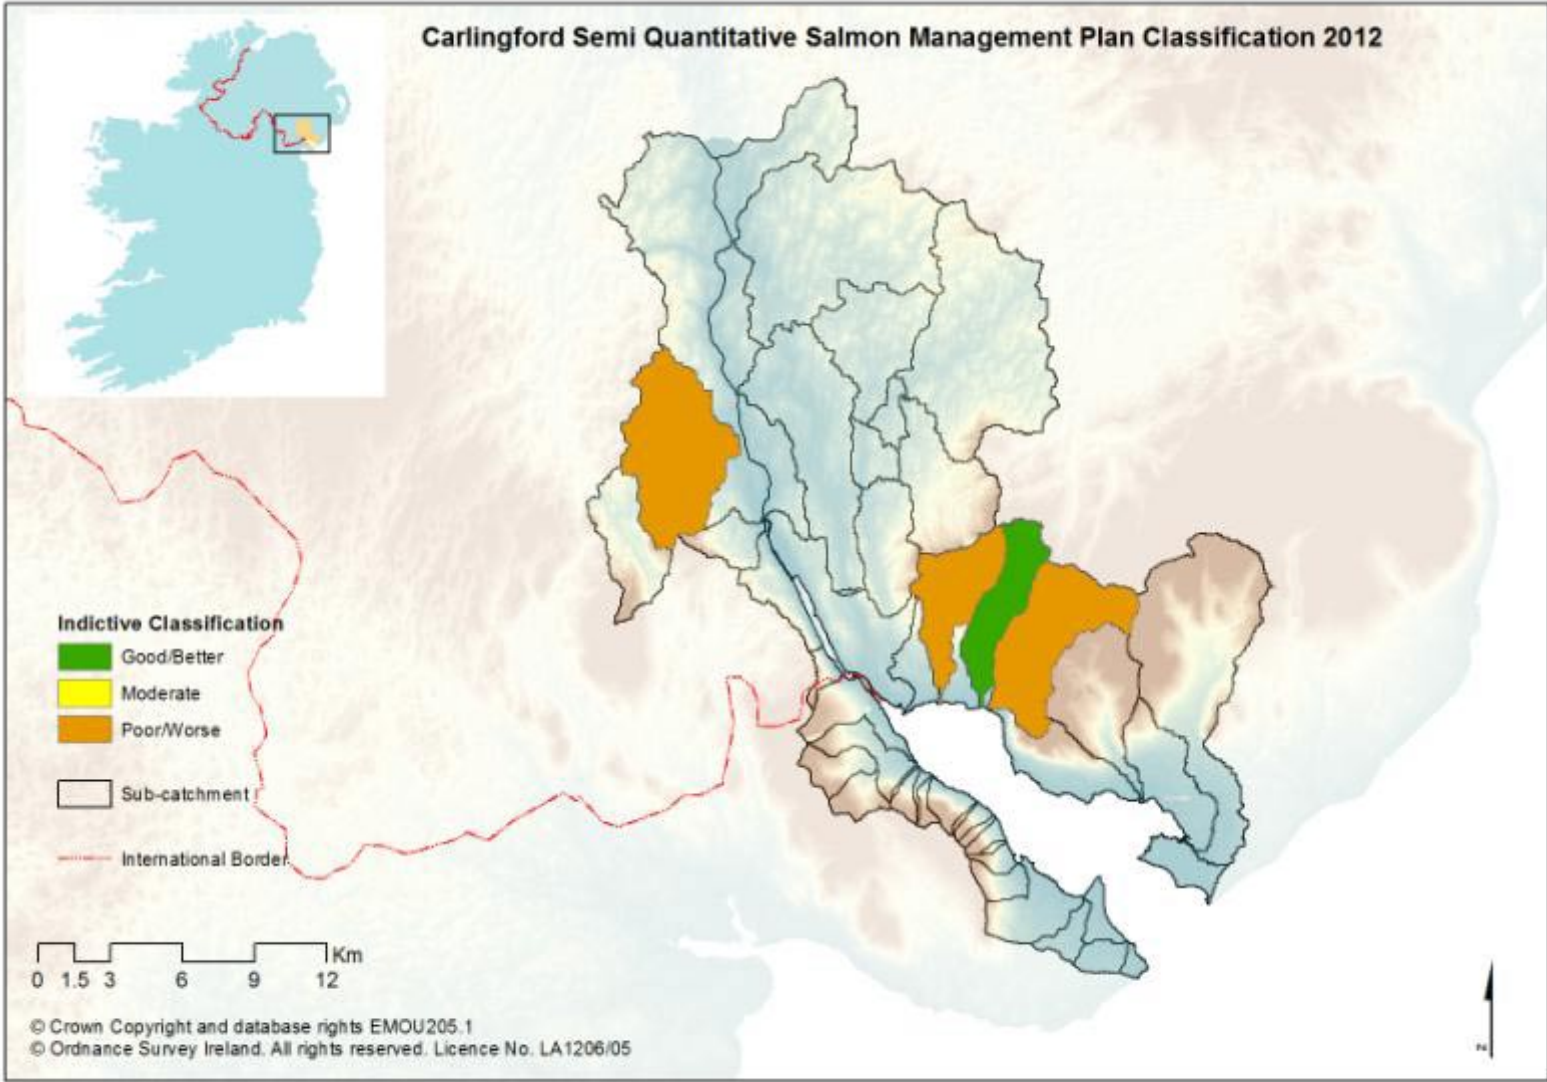 Carlingford Semi Quantitative Salmon Management Plan Classification 2012
Indictive Classification
Good/Better
Moderate
Poor/Worse
Sub-catchment
International Border
Km
0 1.5 3 6 9 12
© Crown Copyright and database rights EMOU205.1
© Ordnance Survey Ireland. All rights reserved. Licence No. LA1206/05
N